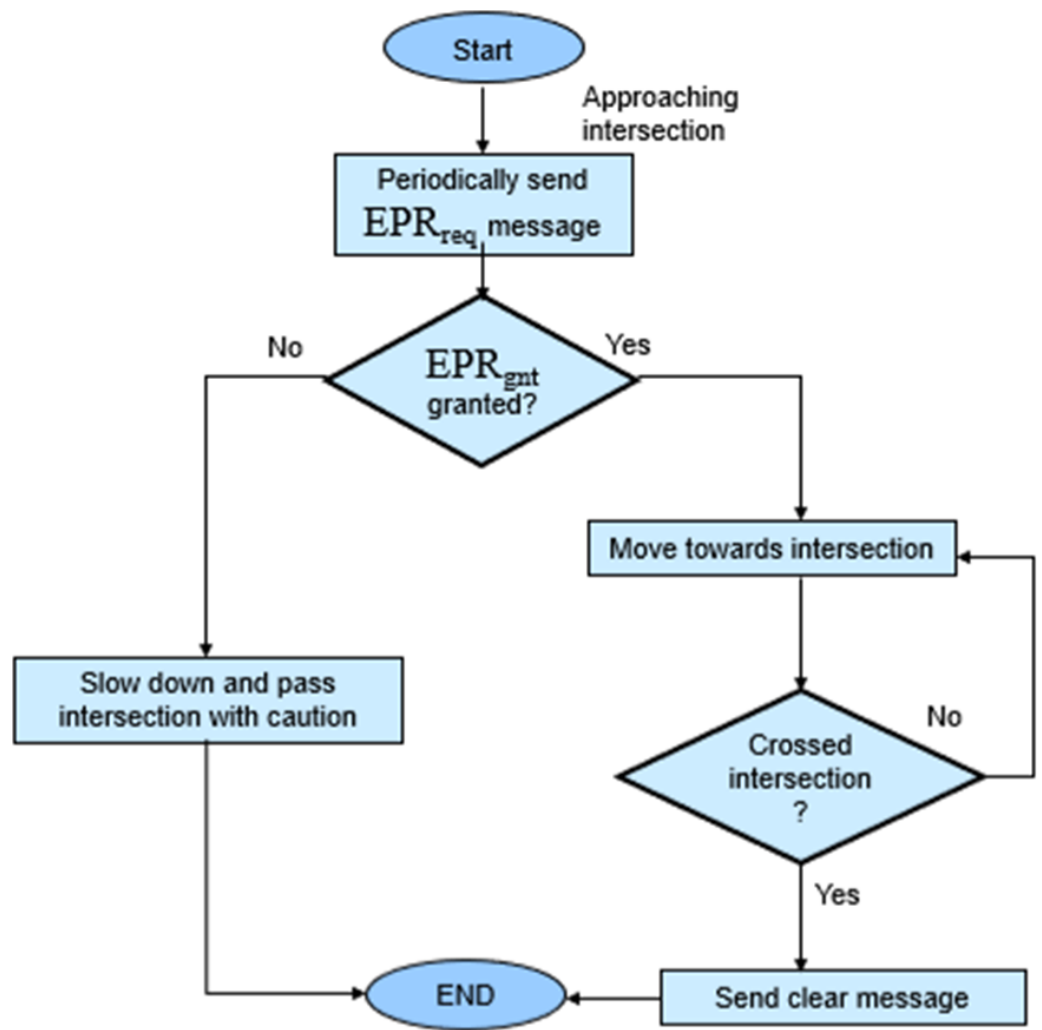 Start
Approaching
intersection
Periodically send
EPRreq message
No
Yes
EPRgnt
granted?
Move towards intersection
Slow down and pass
intersection with caution
No
Crossed
intersection
?
Yes
END
Send clear message